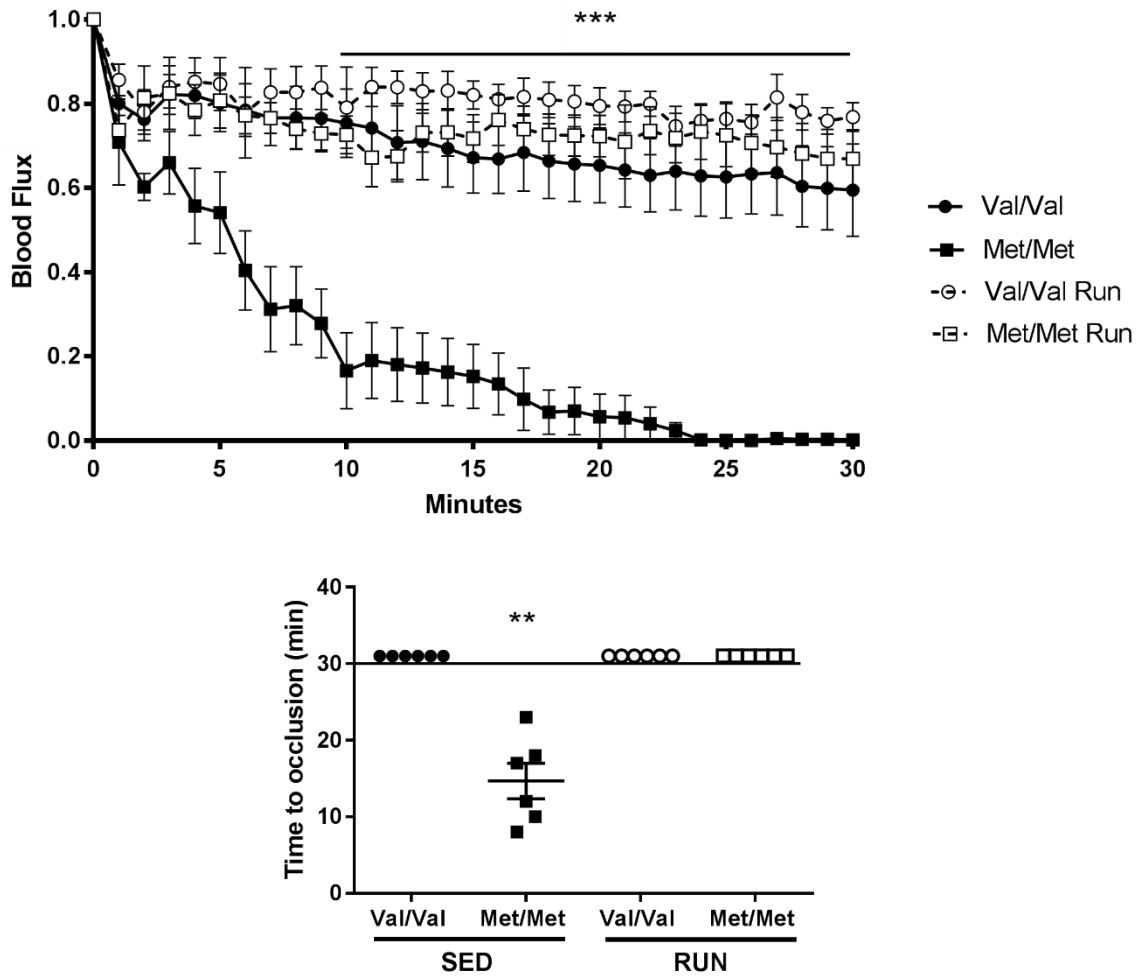 ***
1.0
0.8
0.6
0.4
0.2
0.0
Blood Flux
0 5 10 15 20 25 30
Minutes
Val/Val
Met/Met
Val/Val Run
Met/Met Run
40
30
20
10
0
Time to occlusion (min)
**
Val/Val Met/Met Val/Val Met/Met
SED RUN